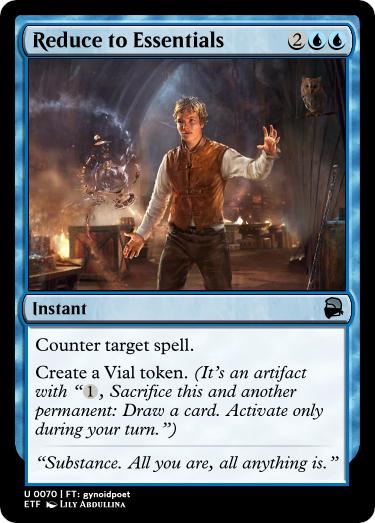 Reduce to Essentials 2
Instant
Counter target spell.
Create a Vial token. (It's an artifact
with “1, Sacrifice this and another
permanent: Draw a card. Activate only
during your turn.”)
“Substance. All you are, all anything is.”
U 0070 | FT: gynoidpoet
ETF Lily Abdullina